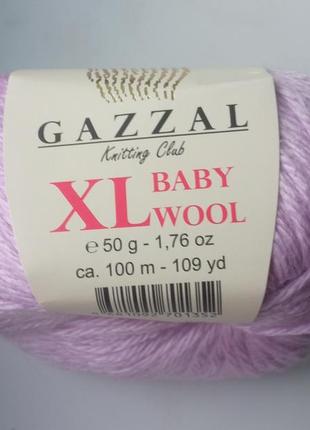 GAZZAL
Knitting Club
XL BABY WOOL
℮ 50 g - 1,76 oz
ca. 100 m - 109 yd